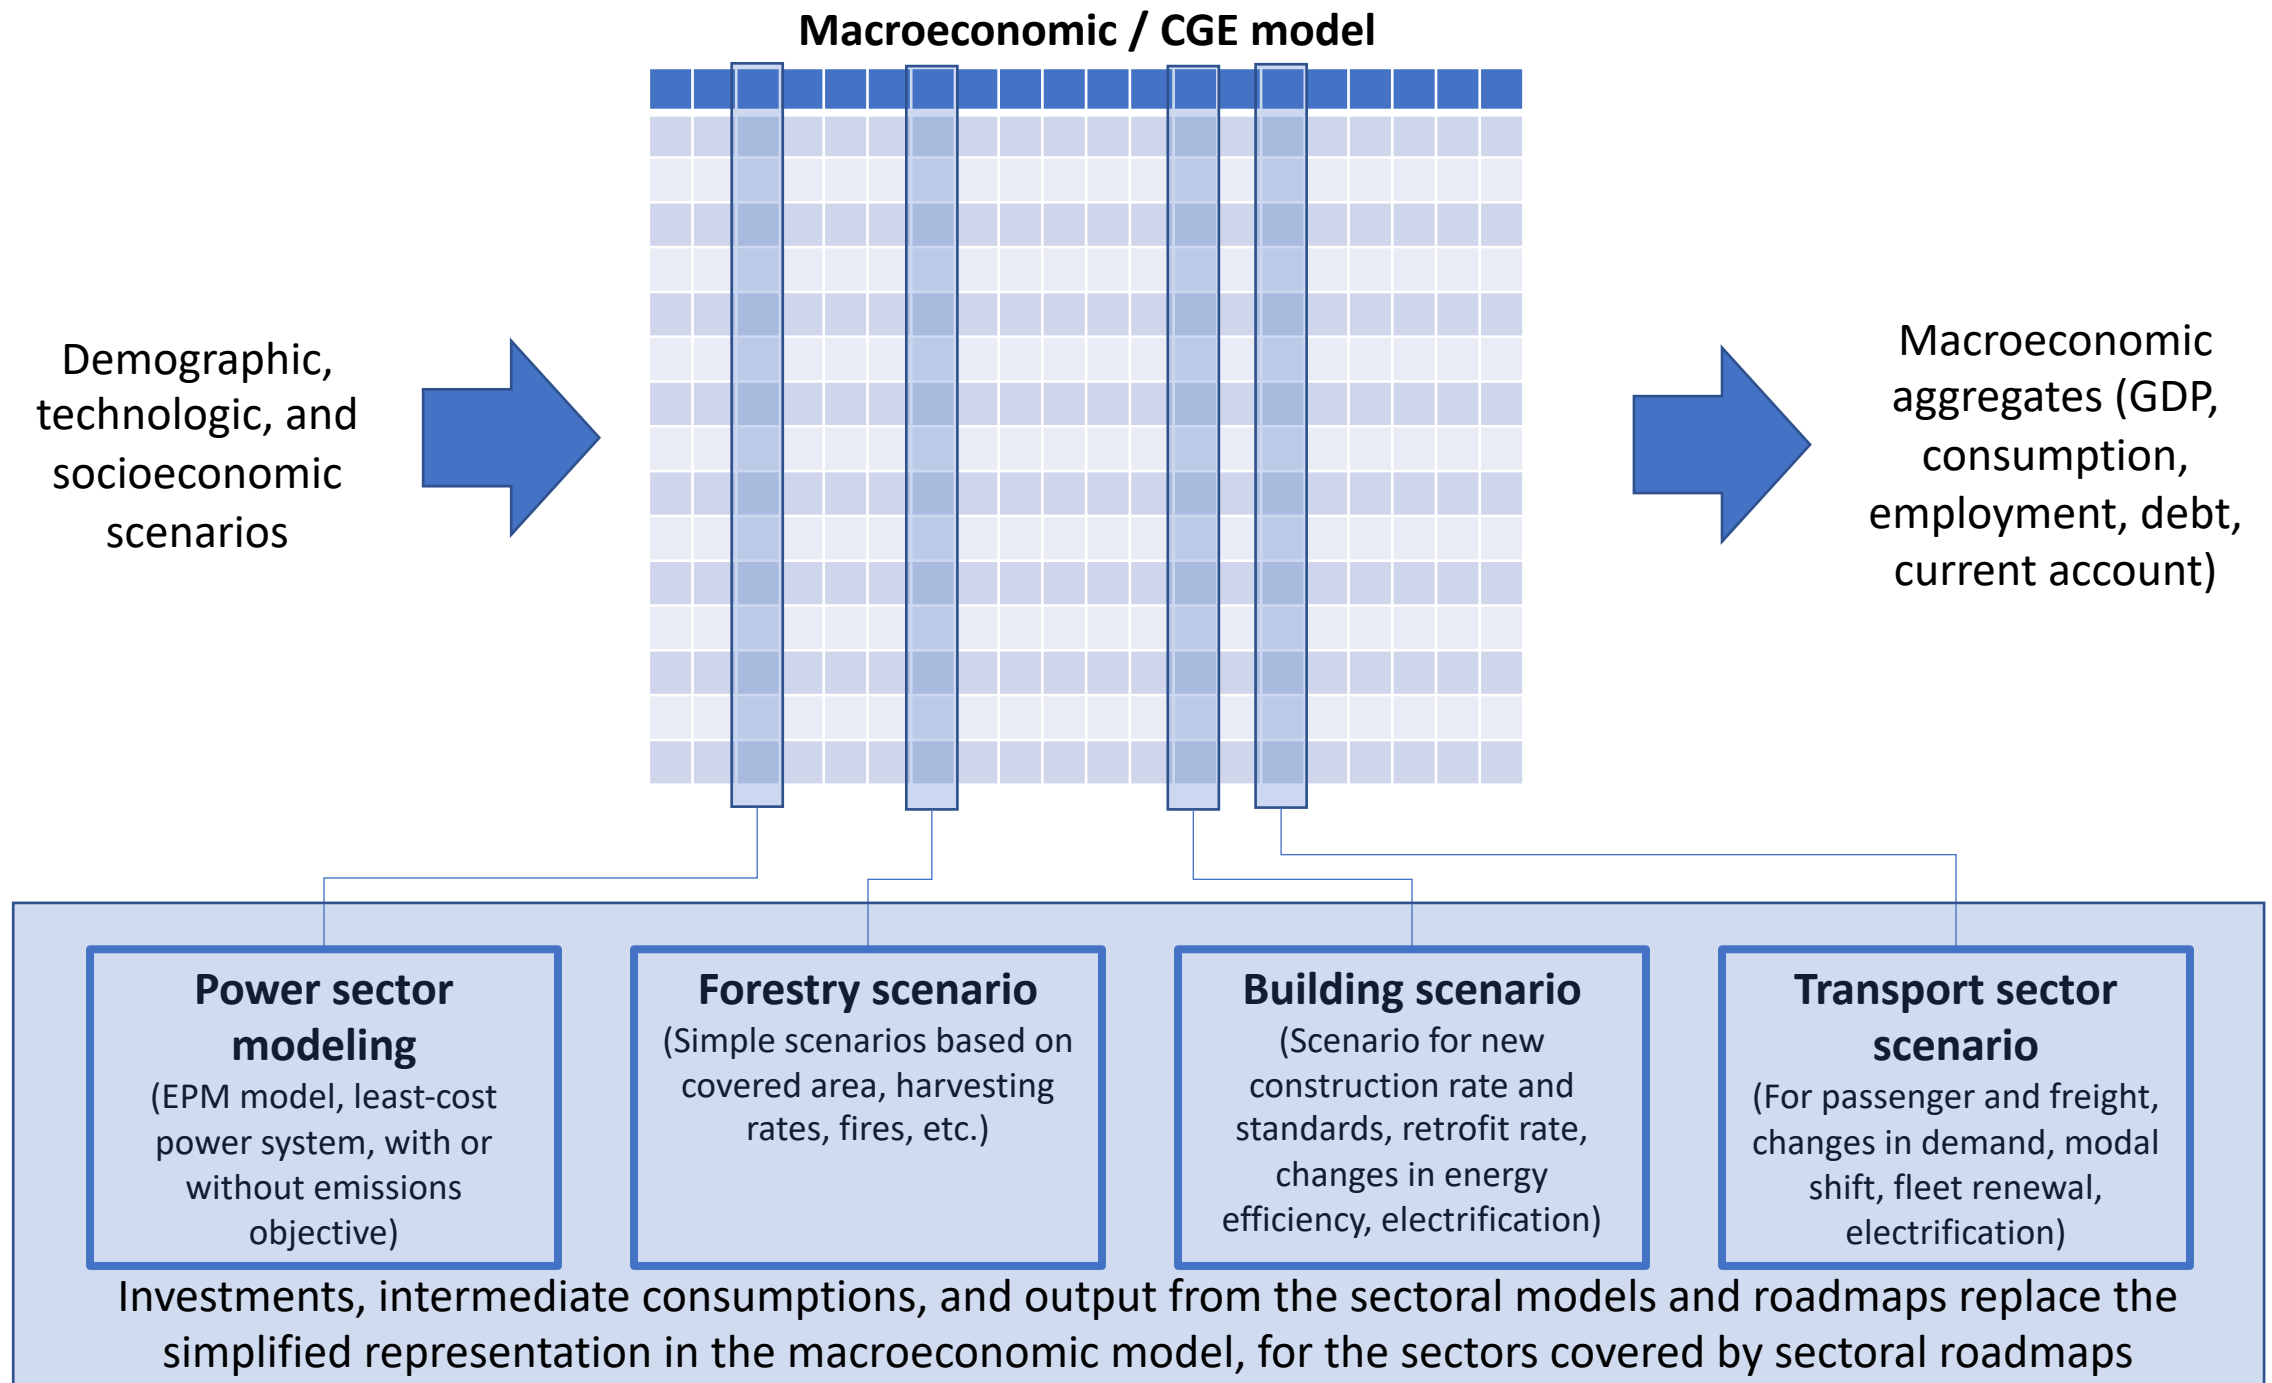 Macroeconomic / CGE model
Demographic,
technologic, and
socioeconomic
scenarios
Macroeconomic
aggregates (GDP,
consumption,
employment, debt,
current account)
Power sector
modeling
(EPM model, least-cost
power system, with or
without emissions
objective)
Forestry scenario
(Simple scenarios based on
covered area, harvesting
rates, fires, etc.)
Building scenario
(Scenario for new
construction rate and
standards, retrofit rate,
changes in energy
efficiency, electrification)
Transport sector
scenario
(For passenger and freight,
changes in demand, modal
shift, fleet renewal,
electrification)
Investments, intermediate consumptions, and output from the sectoral models and roadmaps replace the
simplified representation in the macroeconomic model, for the sectors covered by sectoral roadmaps